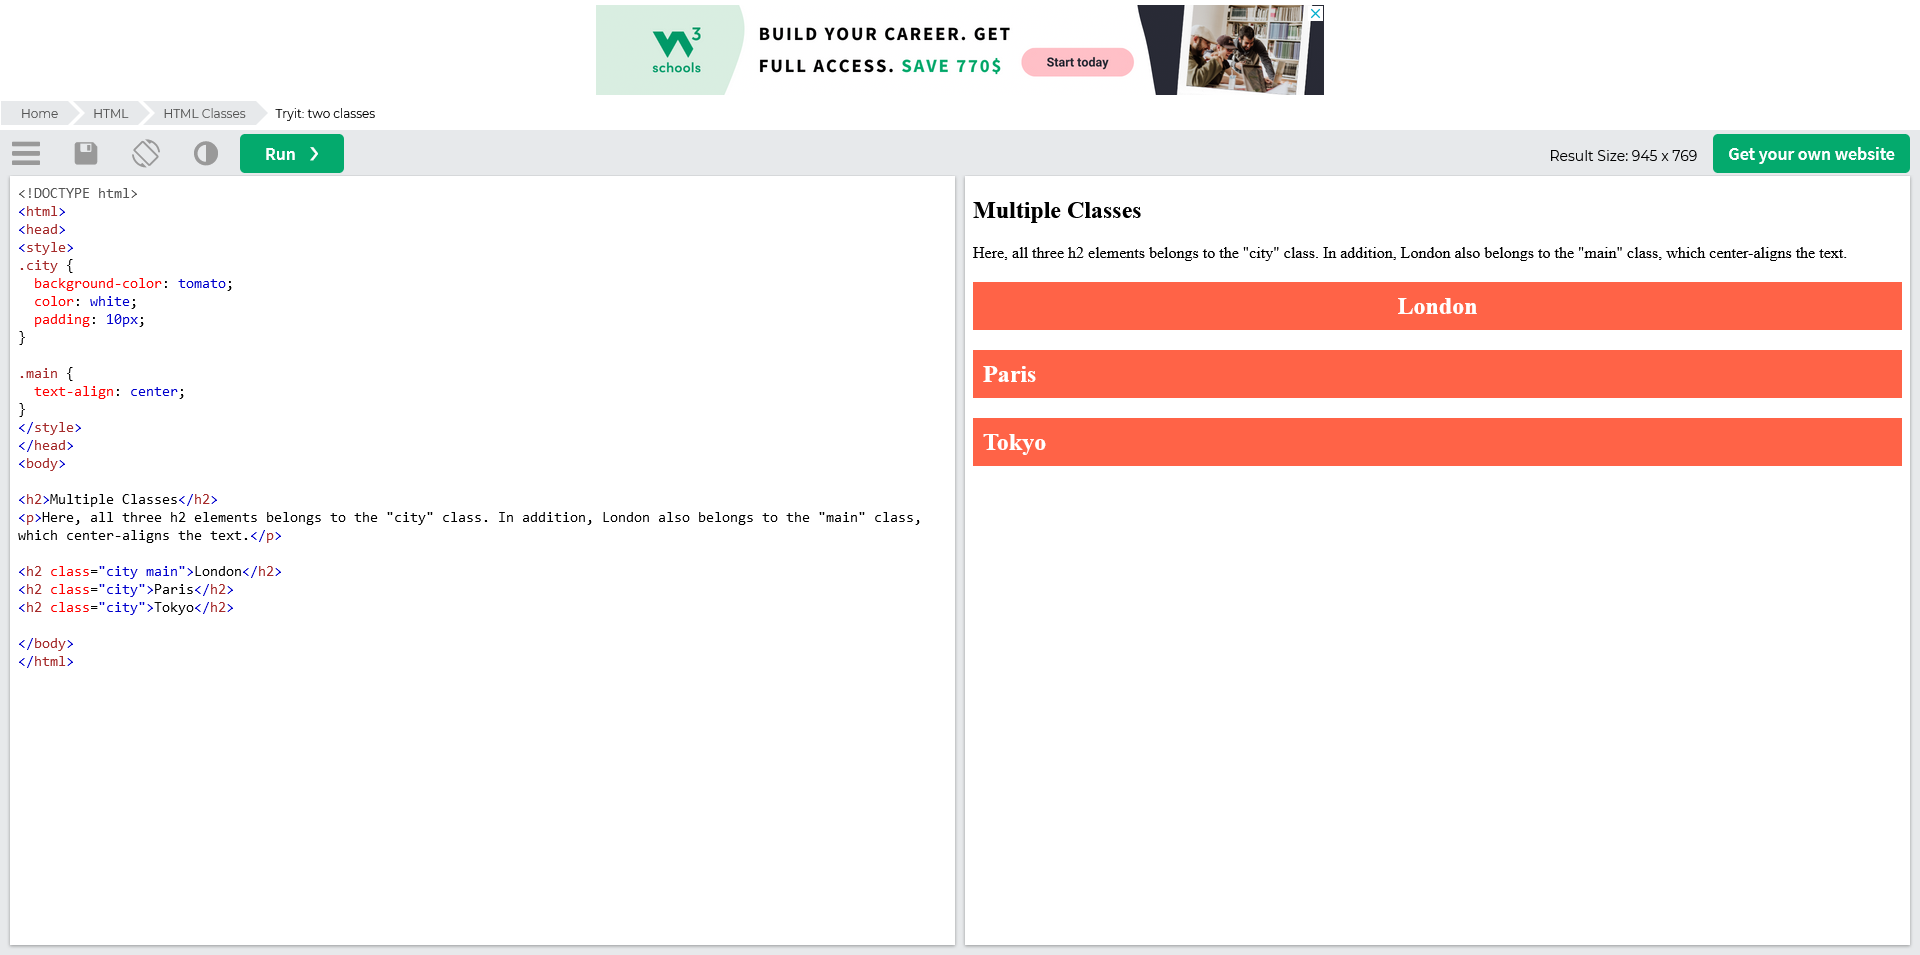 3
schools
BUILD YOUR CAREER. GET
FULL ACCESS. SAVE 770$
Start today
Home
HTML
HTML Classes
Tryit: two classes
Run ❯
Result Size: 945 x 769
Get your own website
<!DOCTYPE html>
<html>
<head>
<style>
.city {
  background-color: tomato;
  color: white;
  padding: 10px;
}
.main {
  text-align: center;
}
</style>
</head>
<body>
<h2>Multiple Classes</h2>
<p>Here, all three h2 elements belongs to the "city" class. In addition, London also belongs to the "main" class,
which center-aligns the text.</p>
<h2 class="city main">London</h2>
<h2 class="city">Paris</h2>
<h2 class="city">Tokyo</h2>
</body>
</html>
Multiple Classes
Here, all three h2 elements belongs to the "city" class. In addition, London also belongs to the "main" class, which center-aligns the text.
London
Paris
Tokyo